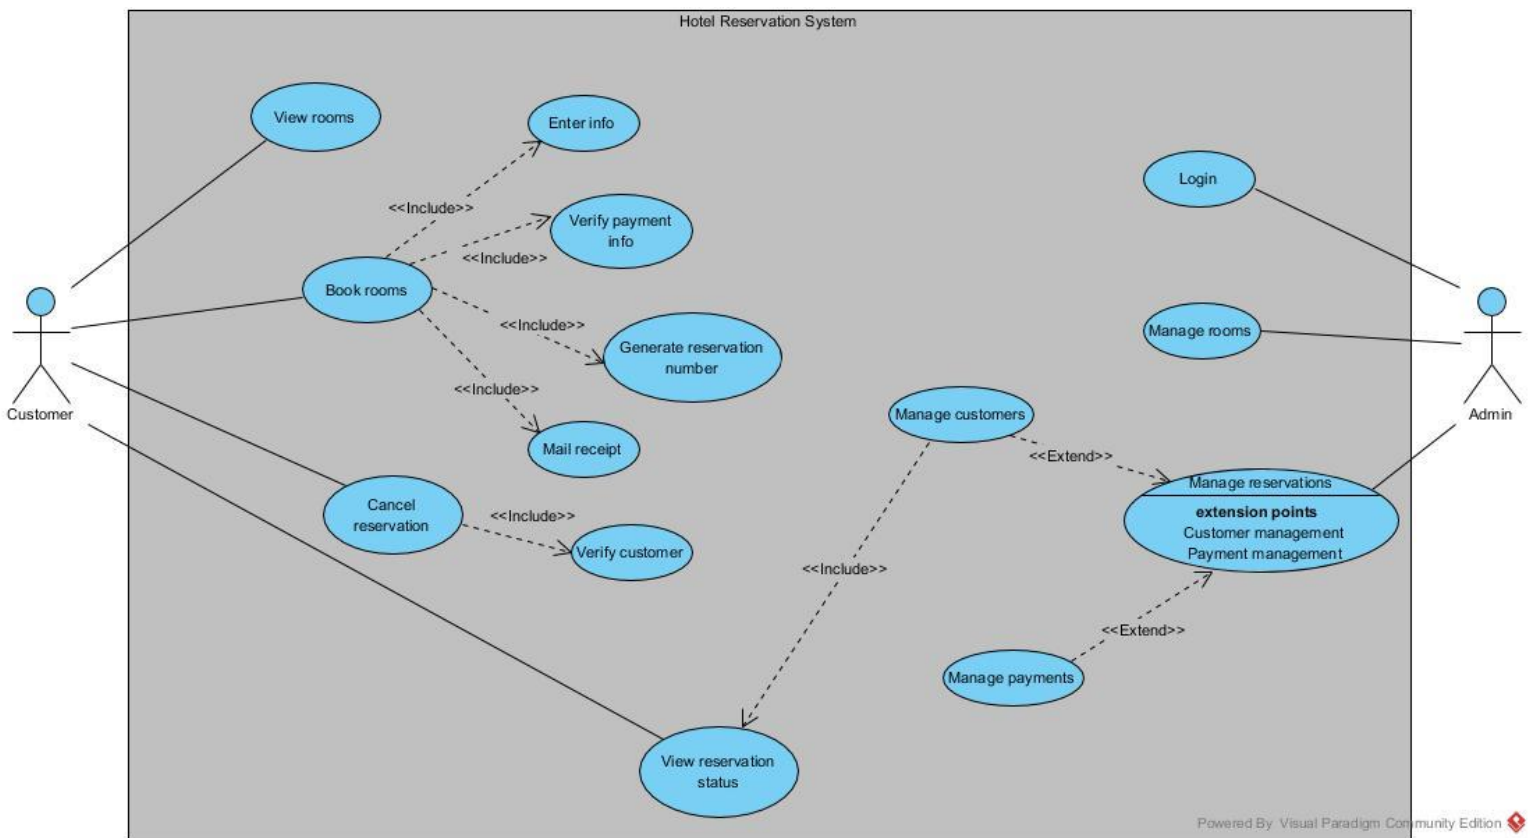 Hotel Reservation System
View rooms
Enter info
<<Include>>
Verify payment
info
<<Include>>
Book rooms
<<Include>>
Generate reservation
number
<<Include>>
Mail receipt
Customer
Cancel
reservation
<<Include>>
Verify customer
<<Include>>
View reservation
status
Login
Manage rooms
Admin
Manage customers
<<Extend>>
Manage reservations
extension points
Customer management
Payment management
<<Extend>>
Manage payments
Powered By Visual Paradigm Community Edition